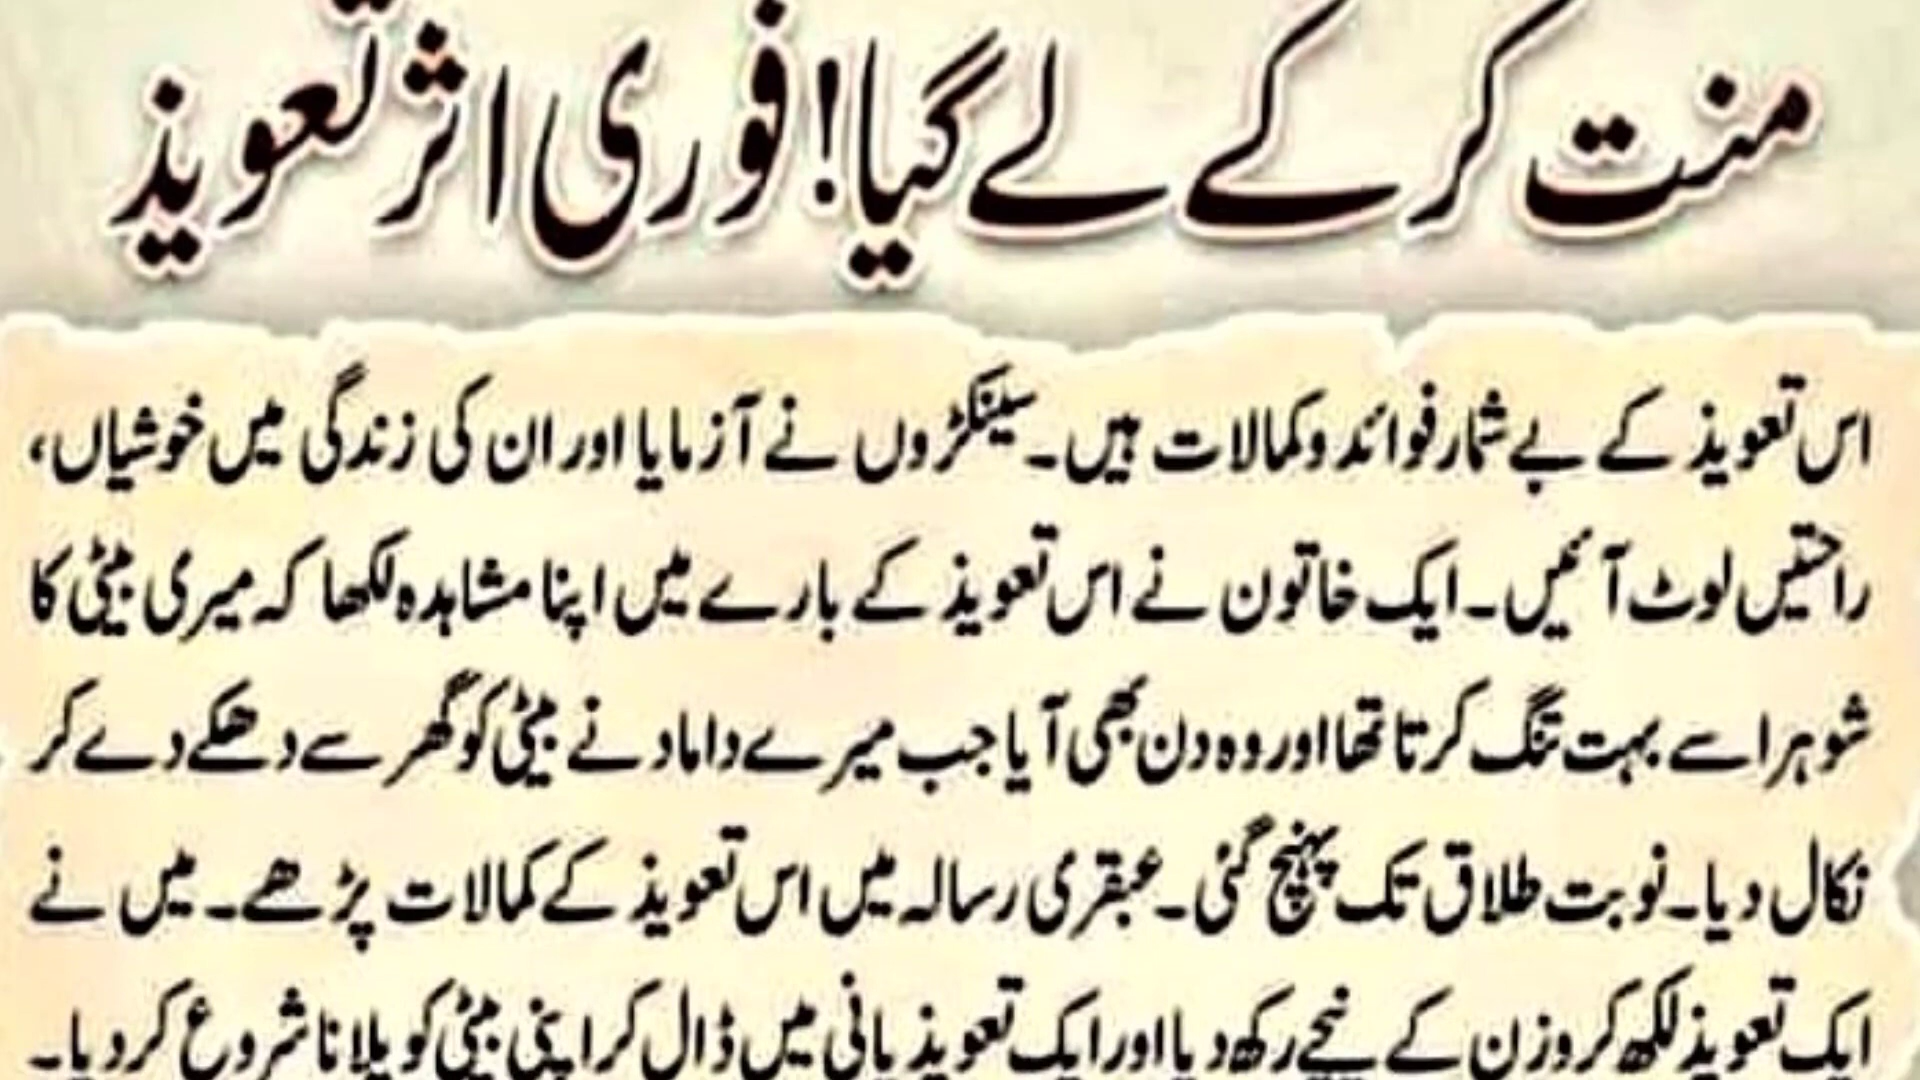 منت کر کے لے گیا! فوری اثر تعویذ
اس تعویذ کے بے شمار فوائد و کمالات ہیں۔ سینکڑوں نے آزمایا اور ان کی زندگی میں خوشیاں،
راحتیں لوٹ آئیں۔ ایک خاتون نے اس تعویذ کے بارے میں اپنا مشاہدہ لکھا کہ میری بیٹی کا
شوہر اسے بہت تنگ کرتا تھا اور وہ دن بھی آیا جب میرے داماد نے بیٹی کو گھر سے دھکے دے کر
نکال دیا۔ نوبت طلاق تک پہنچ گئی۔ عبقری رسالہ میں اس تعویذ کے کمالات پڑھے۔ میں نے
ایک تعویذ لکھ کر وزن کے نیچے رکھ دیا اور ایک تعویذ پانی میں ڈال کر اپنی بیٹی کو پلانا شروع کر دیا۔